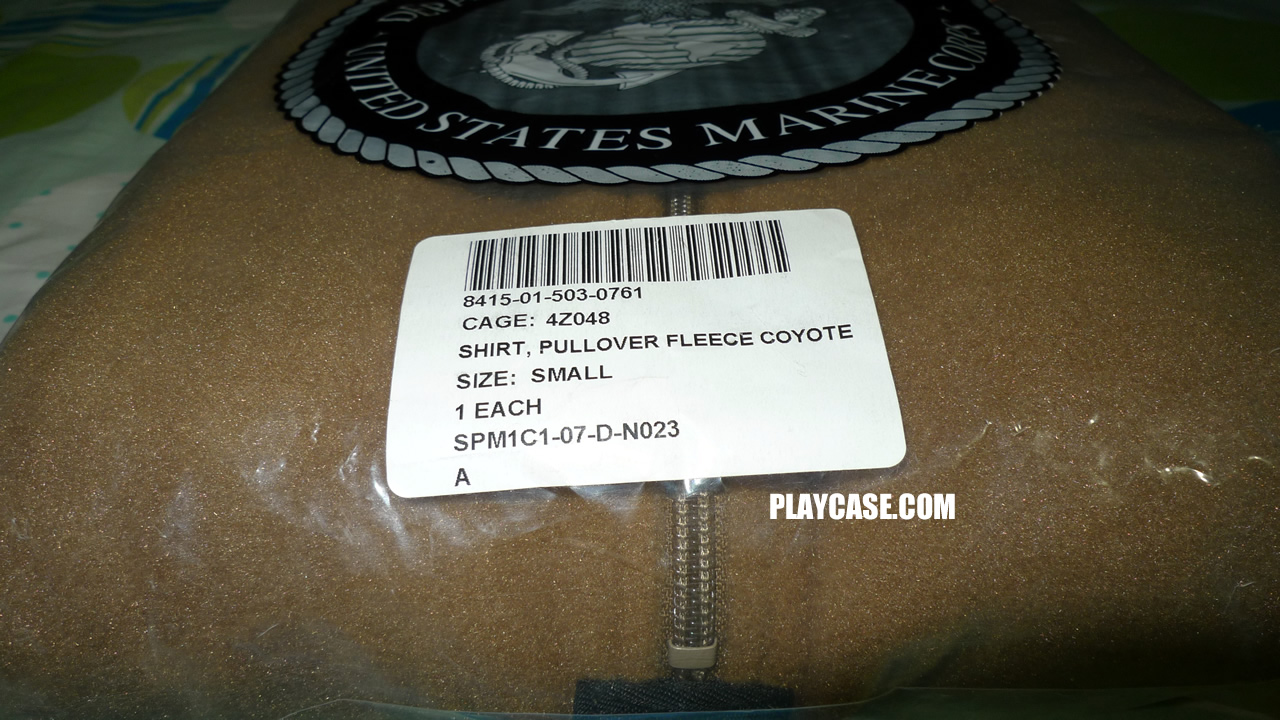 UNITED STATES MARINE CORPS
8415-01-503-0761
CAGE: 4Z048
SHIRT, PULLOVER FLEECE COYOTE
SIZE: SMALL
1 EACH
SPM1C1-07-D-N023
A
PLAYCASE.COM